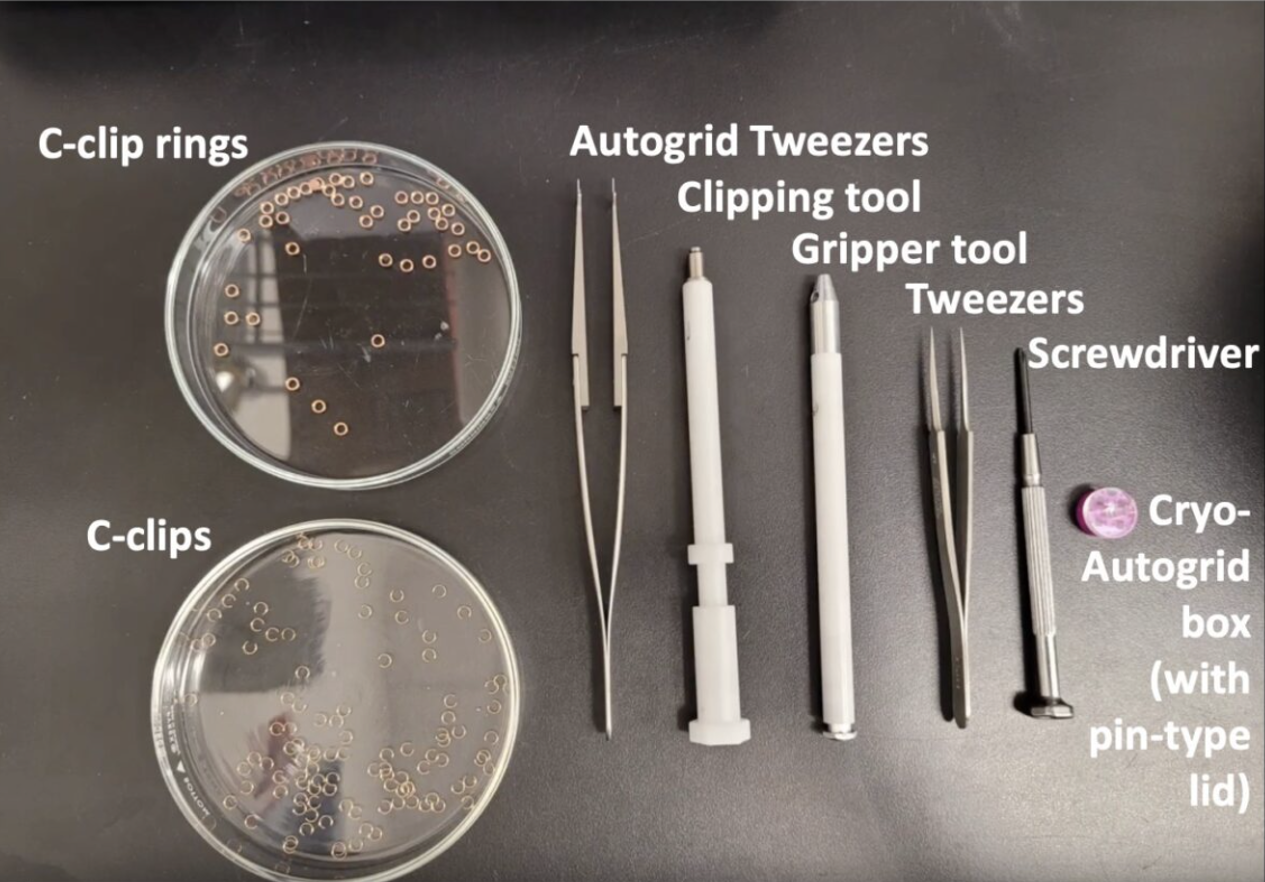 C-clip rings
Autogrid Tweezers
Clipping tool
Gripper tool
Tweezers
Screwdriver
C-clips
Cryo-
Autogrid
box
(with
pin-type
lid)